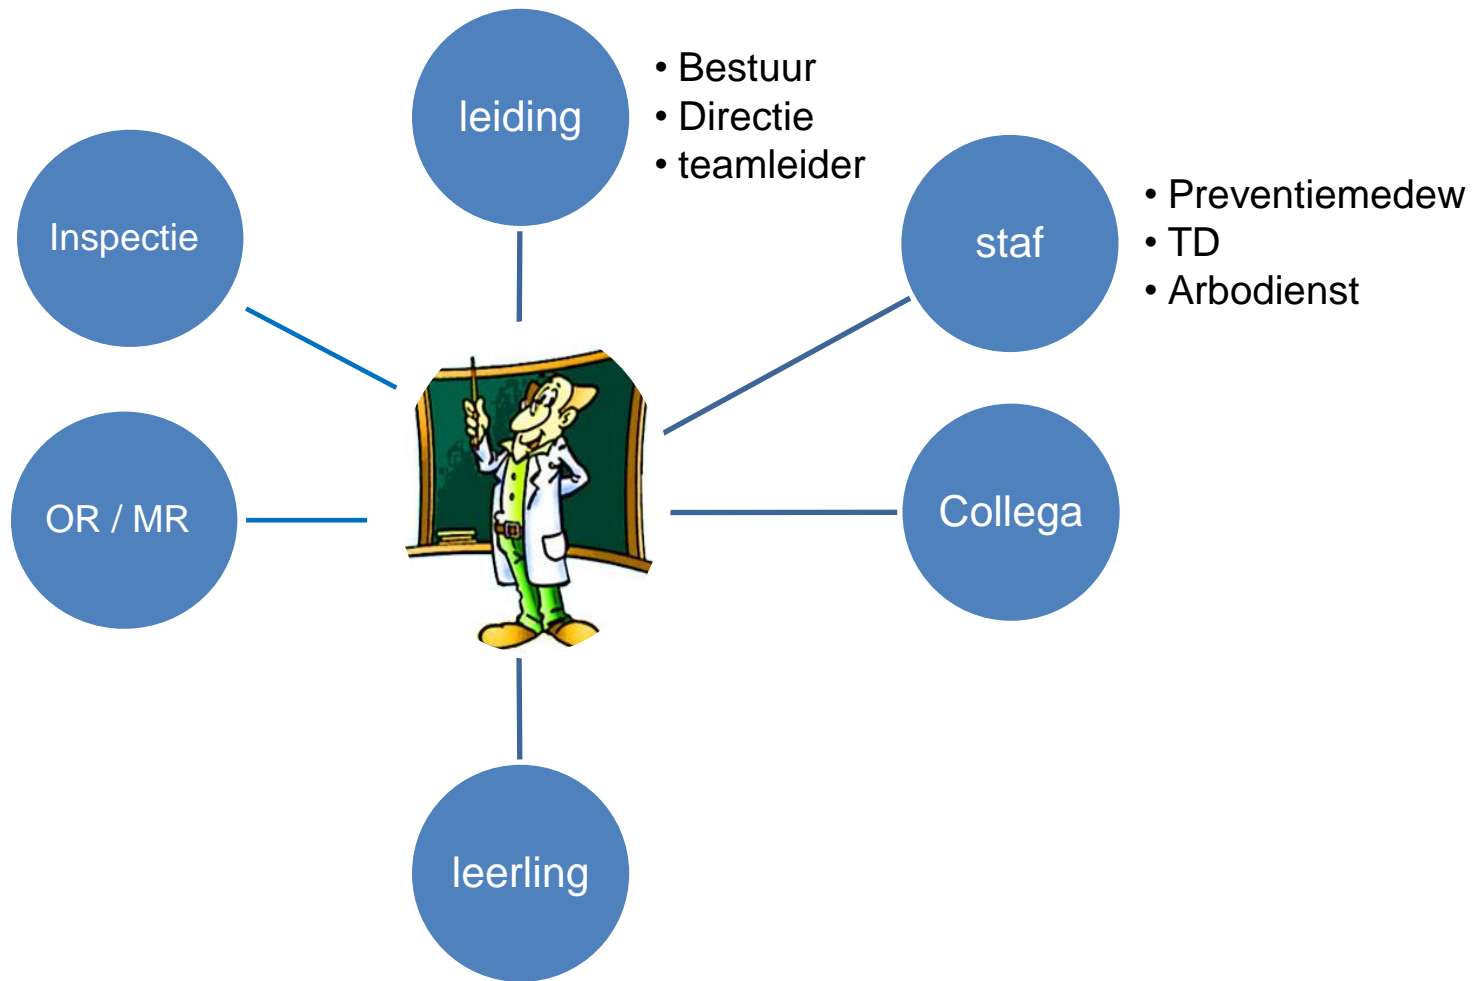 leiding
• Bestuur
• Directie
• teamleider
Inspectie
staf
• Preventiemedew
• TD
• Arbodienst
OR / MR
Collega
leerling